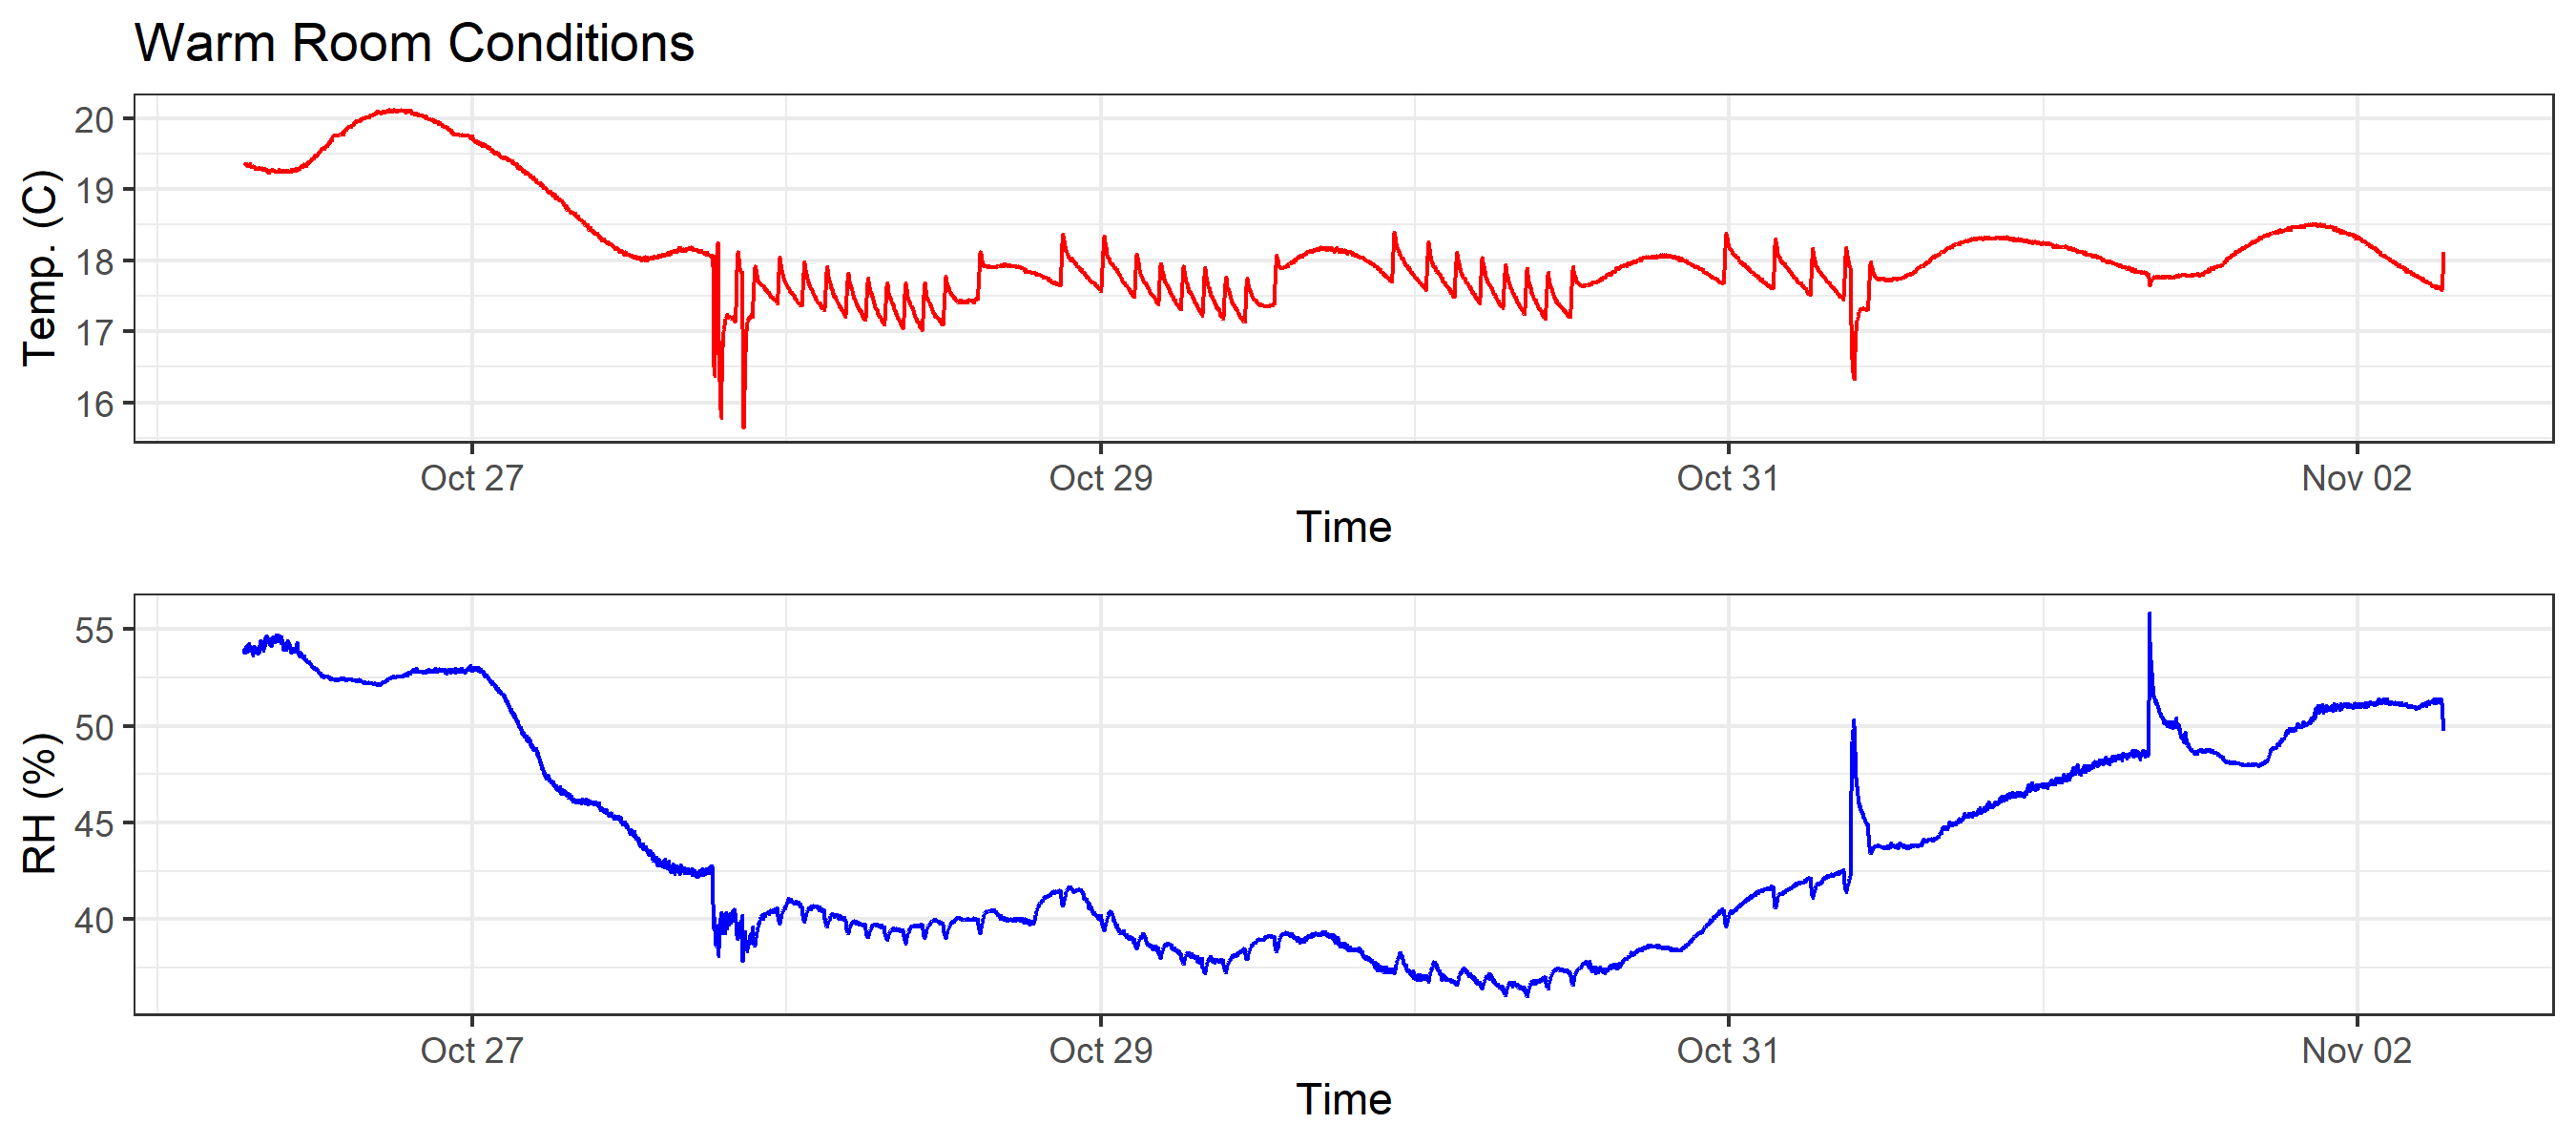 Warm Room Conditions
Temp. (C)
20
19
18
17
16
Oct 27 Oct 29 Oct 31 Nov 02
Time
RH (%)
55
50
45
40
Oct 27 Oct 29 Oct 31 Nov 02
Time